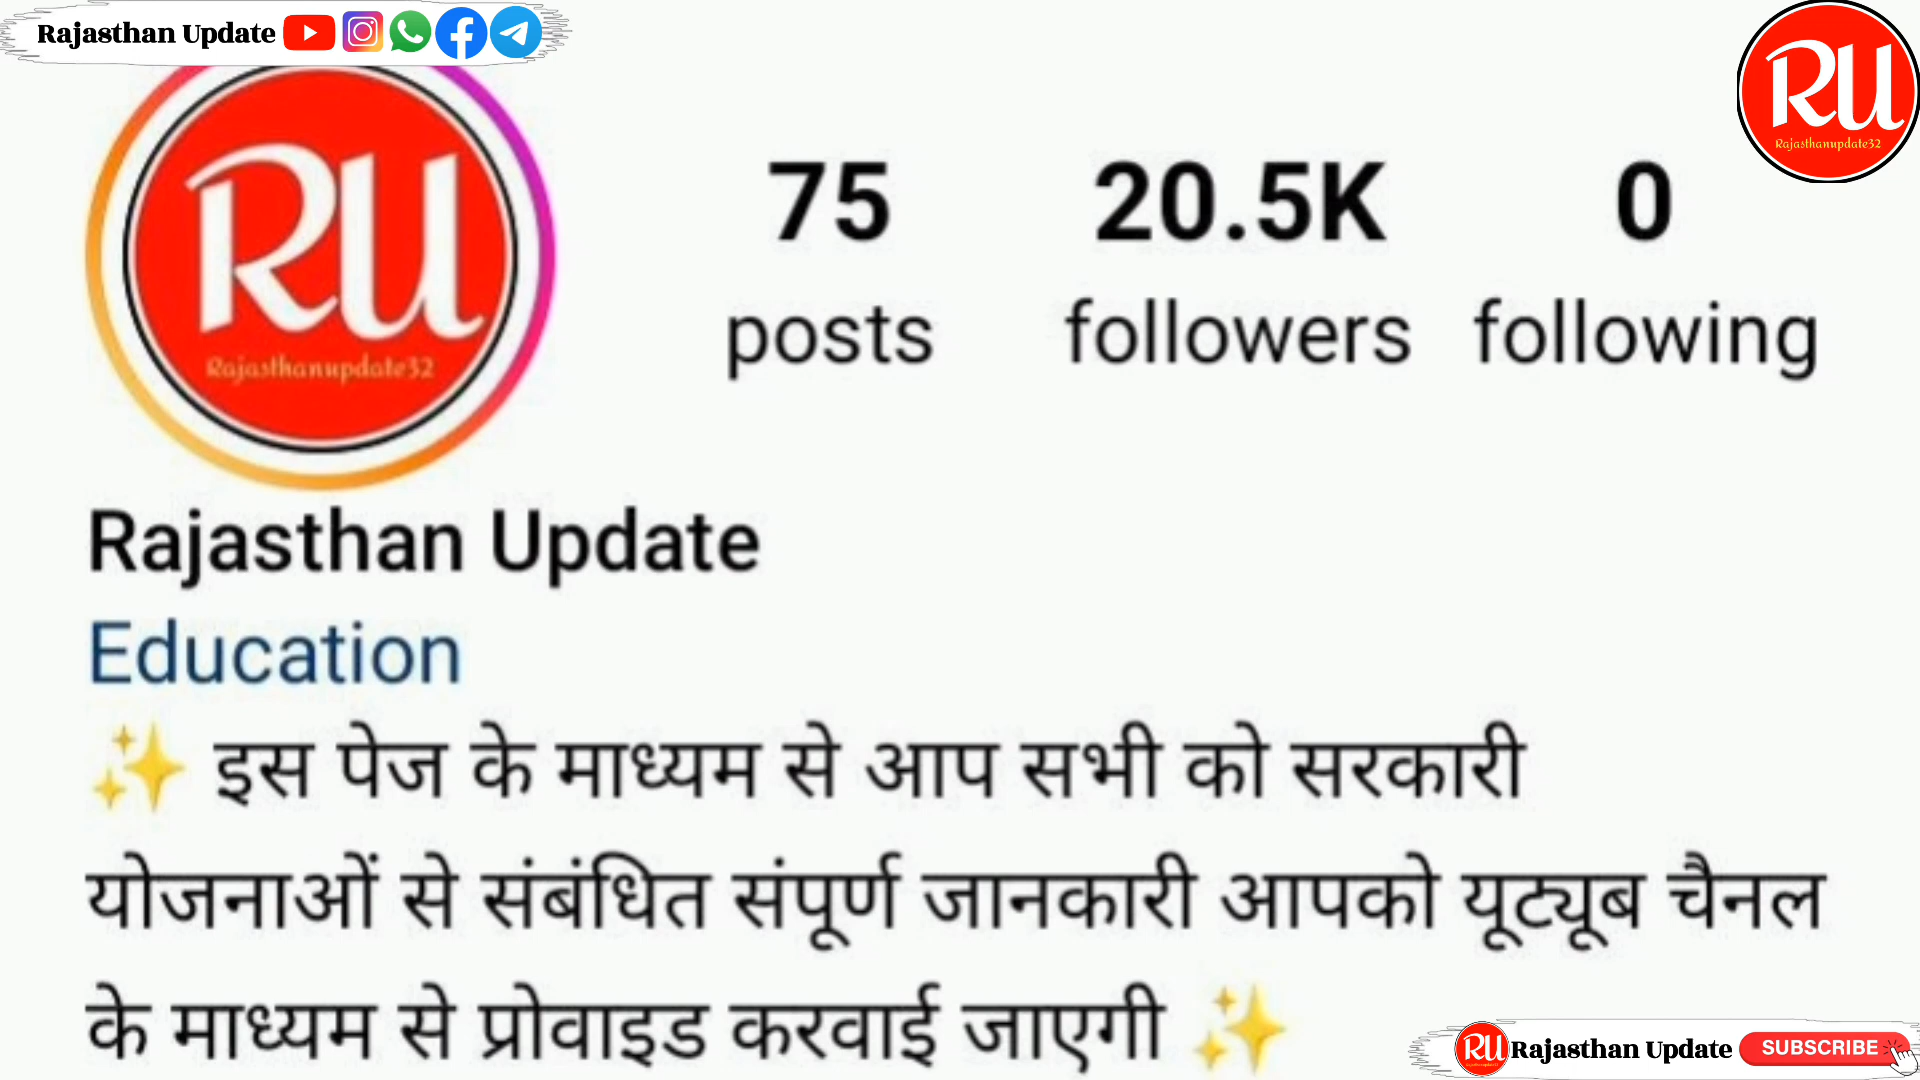 Rajasthan Update
RU
Rajasthanupdate32
RU
Rajasthanupdate32
75 20.5K 0
posts followers following
Rajasthan Update
Education
✨ इस पेज के माध्यम से आप सभी को सरकारी
योजनाओं से संबंधित संपूर्ण जानकारी आपको यूट्यूब चैनल
के माध्यम से प्रोवाइड करवाई जाएगी ✨
RU Rajasthan Update SUBSCRIBE